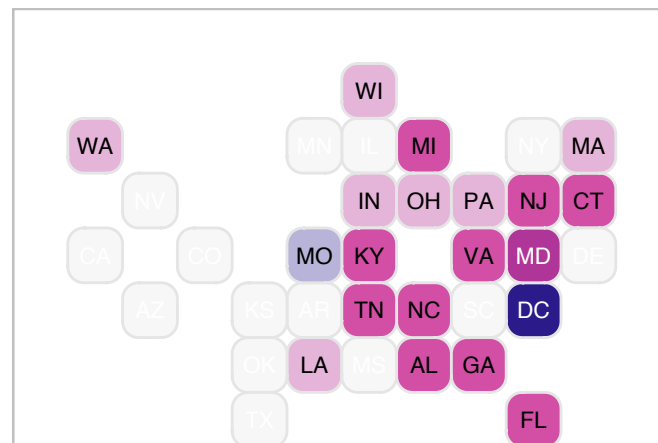 WI
WA MN IL MI NY MA
NV IN OH PA NJ CT
CA CO MO KY VA MD DE
AZ KS AR TN NC SC DC
OK LA MS AL GA
TX FL